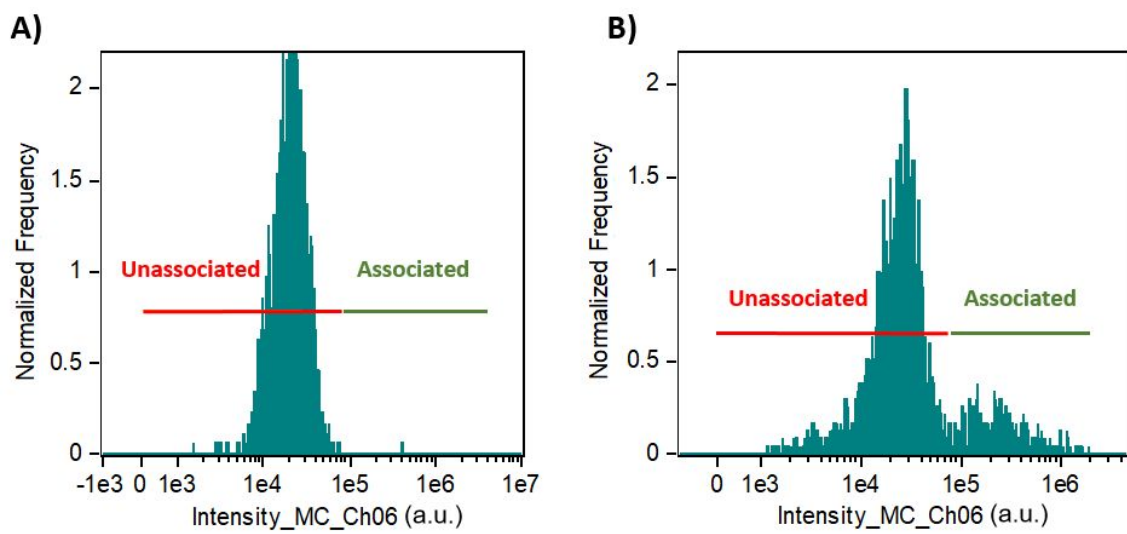 A)
Normalized Frequency
2
1.5
1
0.5
0
Unassociated
Associated
-1e3 0 1e3 1e4 1e5 1e6 1e7
Intensity_MC_Ch06 (a.u.)
B)
Normalized Frequency
2
1.5
1
0.5
0
Unassociated
Associated
0 1e3 1e4 1e5 1e6
Intensity_MC_Ch06 (a.u.)